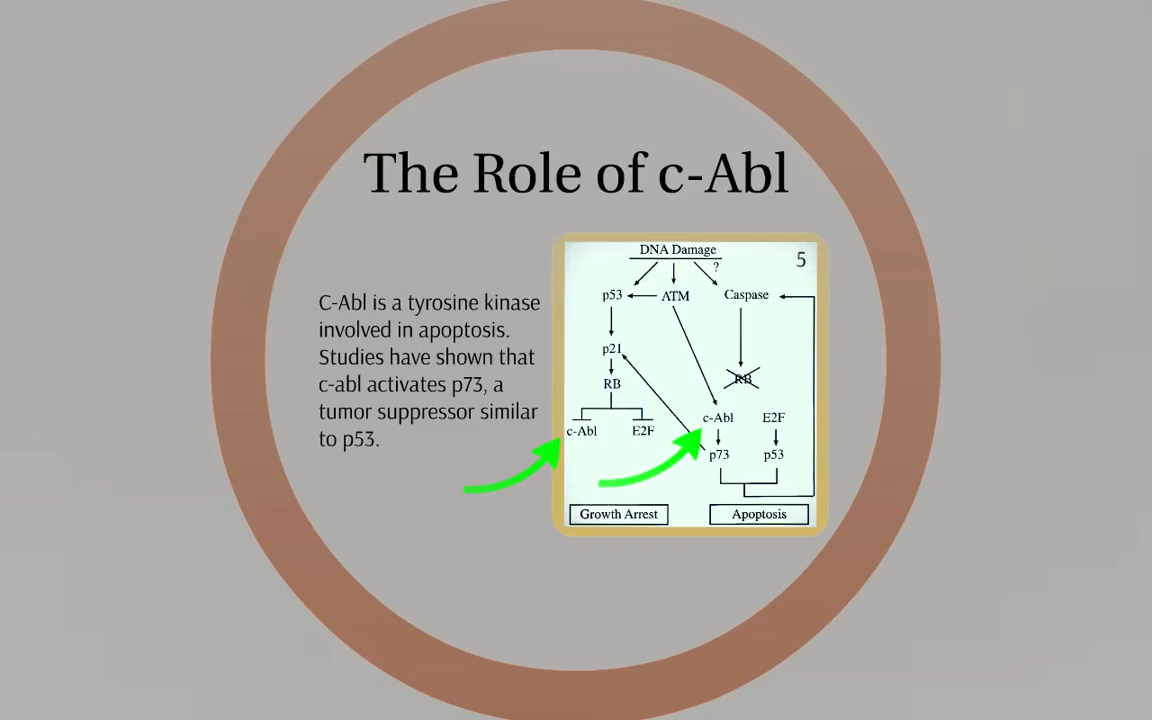 The Role of c-Abl
C-Abl is a tyrosine kinase
involved in apoptosis.
Studies have shown that
c-abl activates p73, a
tumor suppressor similar
to p53.
DNA Damage
?
5
p53
ATM
Caspase
p21
RB
RB
c-Abl
E2F
c-Abl
E2F
p73
p53
Growth Arrest
Apoptosis